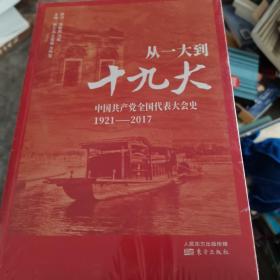 从一大到
十九大
中国共产党全国代表大会史
1921——2017
人民东方出版传媒
东方出版社